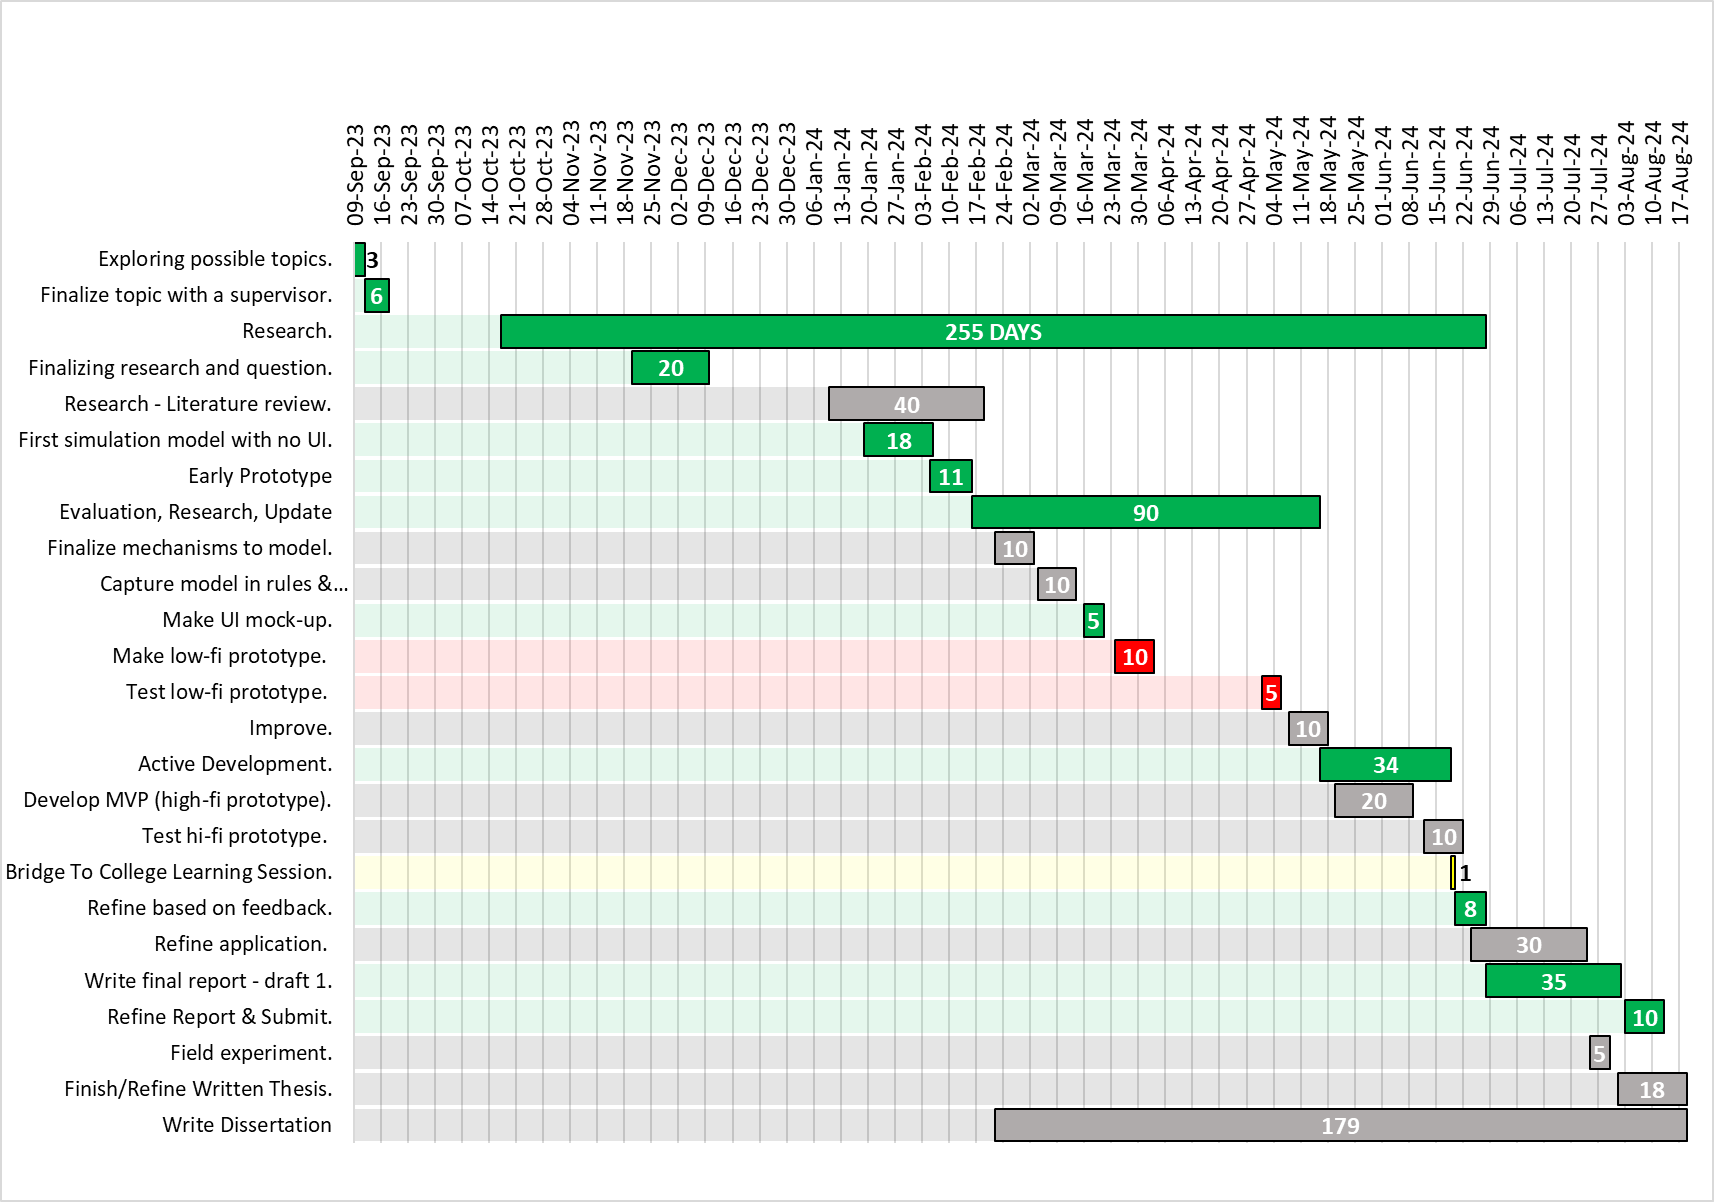 09-Sep-23 16-Sep-23 23-Sep-23 30-Sep-23 07-Oct-23 14-Oct-23 21-Oct-23 28-Oct-23 04-Nov-23 11-Nov-23 18-Nov-23 25-Nov-23 02-Dec-23 09-Dec-23 16-Dec-23 23-Dec-23 30-Dec-23 06-Jan-24 13-Jan-24 20-Jan-24 27-Jan-24 03-Feb-24 10-Feb-24 17-Feb-24 24-Feb-24 02-Mar-24 09-Mar-24 16-Mar-24 23-Mar-24 30-Mar-24 06-Apr-24 13-Apr-24 20-Apr-24 27-Apr-24 04-May-24 11-May-24 18-May-24 25-May-24 01-Jun-24 08-Jun-24 15-Jun-24 22-Jun-24 29-Jun-24 06-Jul-24 13-Jul-24 20-Jul-24 27-Jul-24 03-Aug-24 10-Aug-24 17-Aug-24
Exploring possible topics. 3
Finalize topic with a supervisor. 6
Research. 255 DAYS
Finalizing research and question. 20
Research - Literature review. 40
First simulation model with no UI. 18
Early Prototype 11
Evaluation, Research, Update 90
Finalize mechanisms to model. 10
Capture model in rules &... 10
Make UI mock-up. 5
Make low-fi prototype. 10
Test low-fi prototype. 5
Improve. 10
Active Development. 34
Develop MVP (high-fi prototype). 20
Test hi-fi prototype. 10
Bridge To College Learning Session. 1
Refine based on feedback. 8
Refine application. 30
Write final report - draft 1. 35
Refine Report & Submit. 10
Field experiment. 5
Finish/Refine Written Thesis. 18
Write Dissertation 179